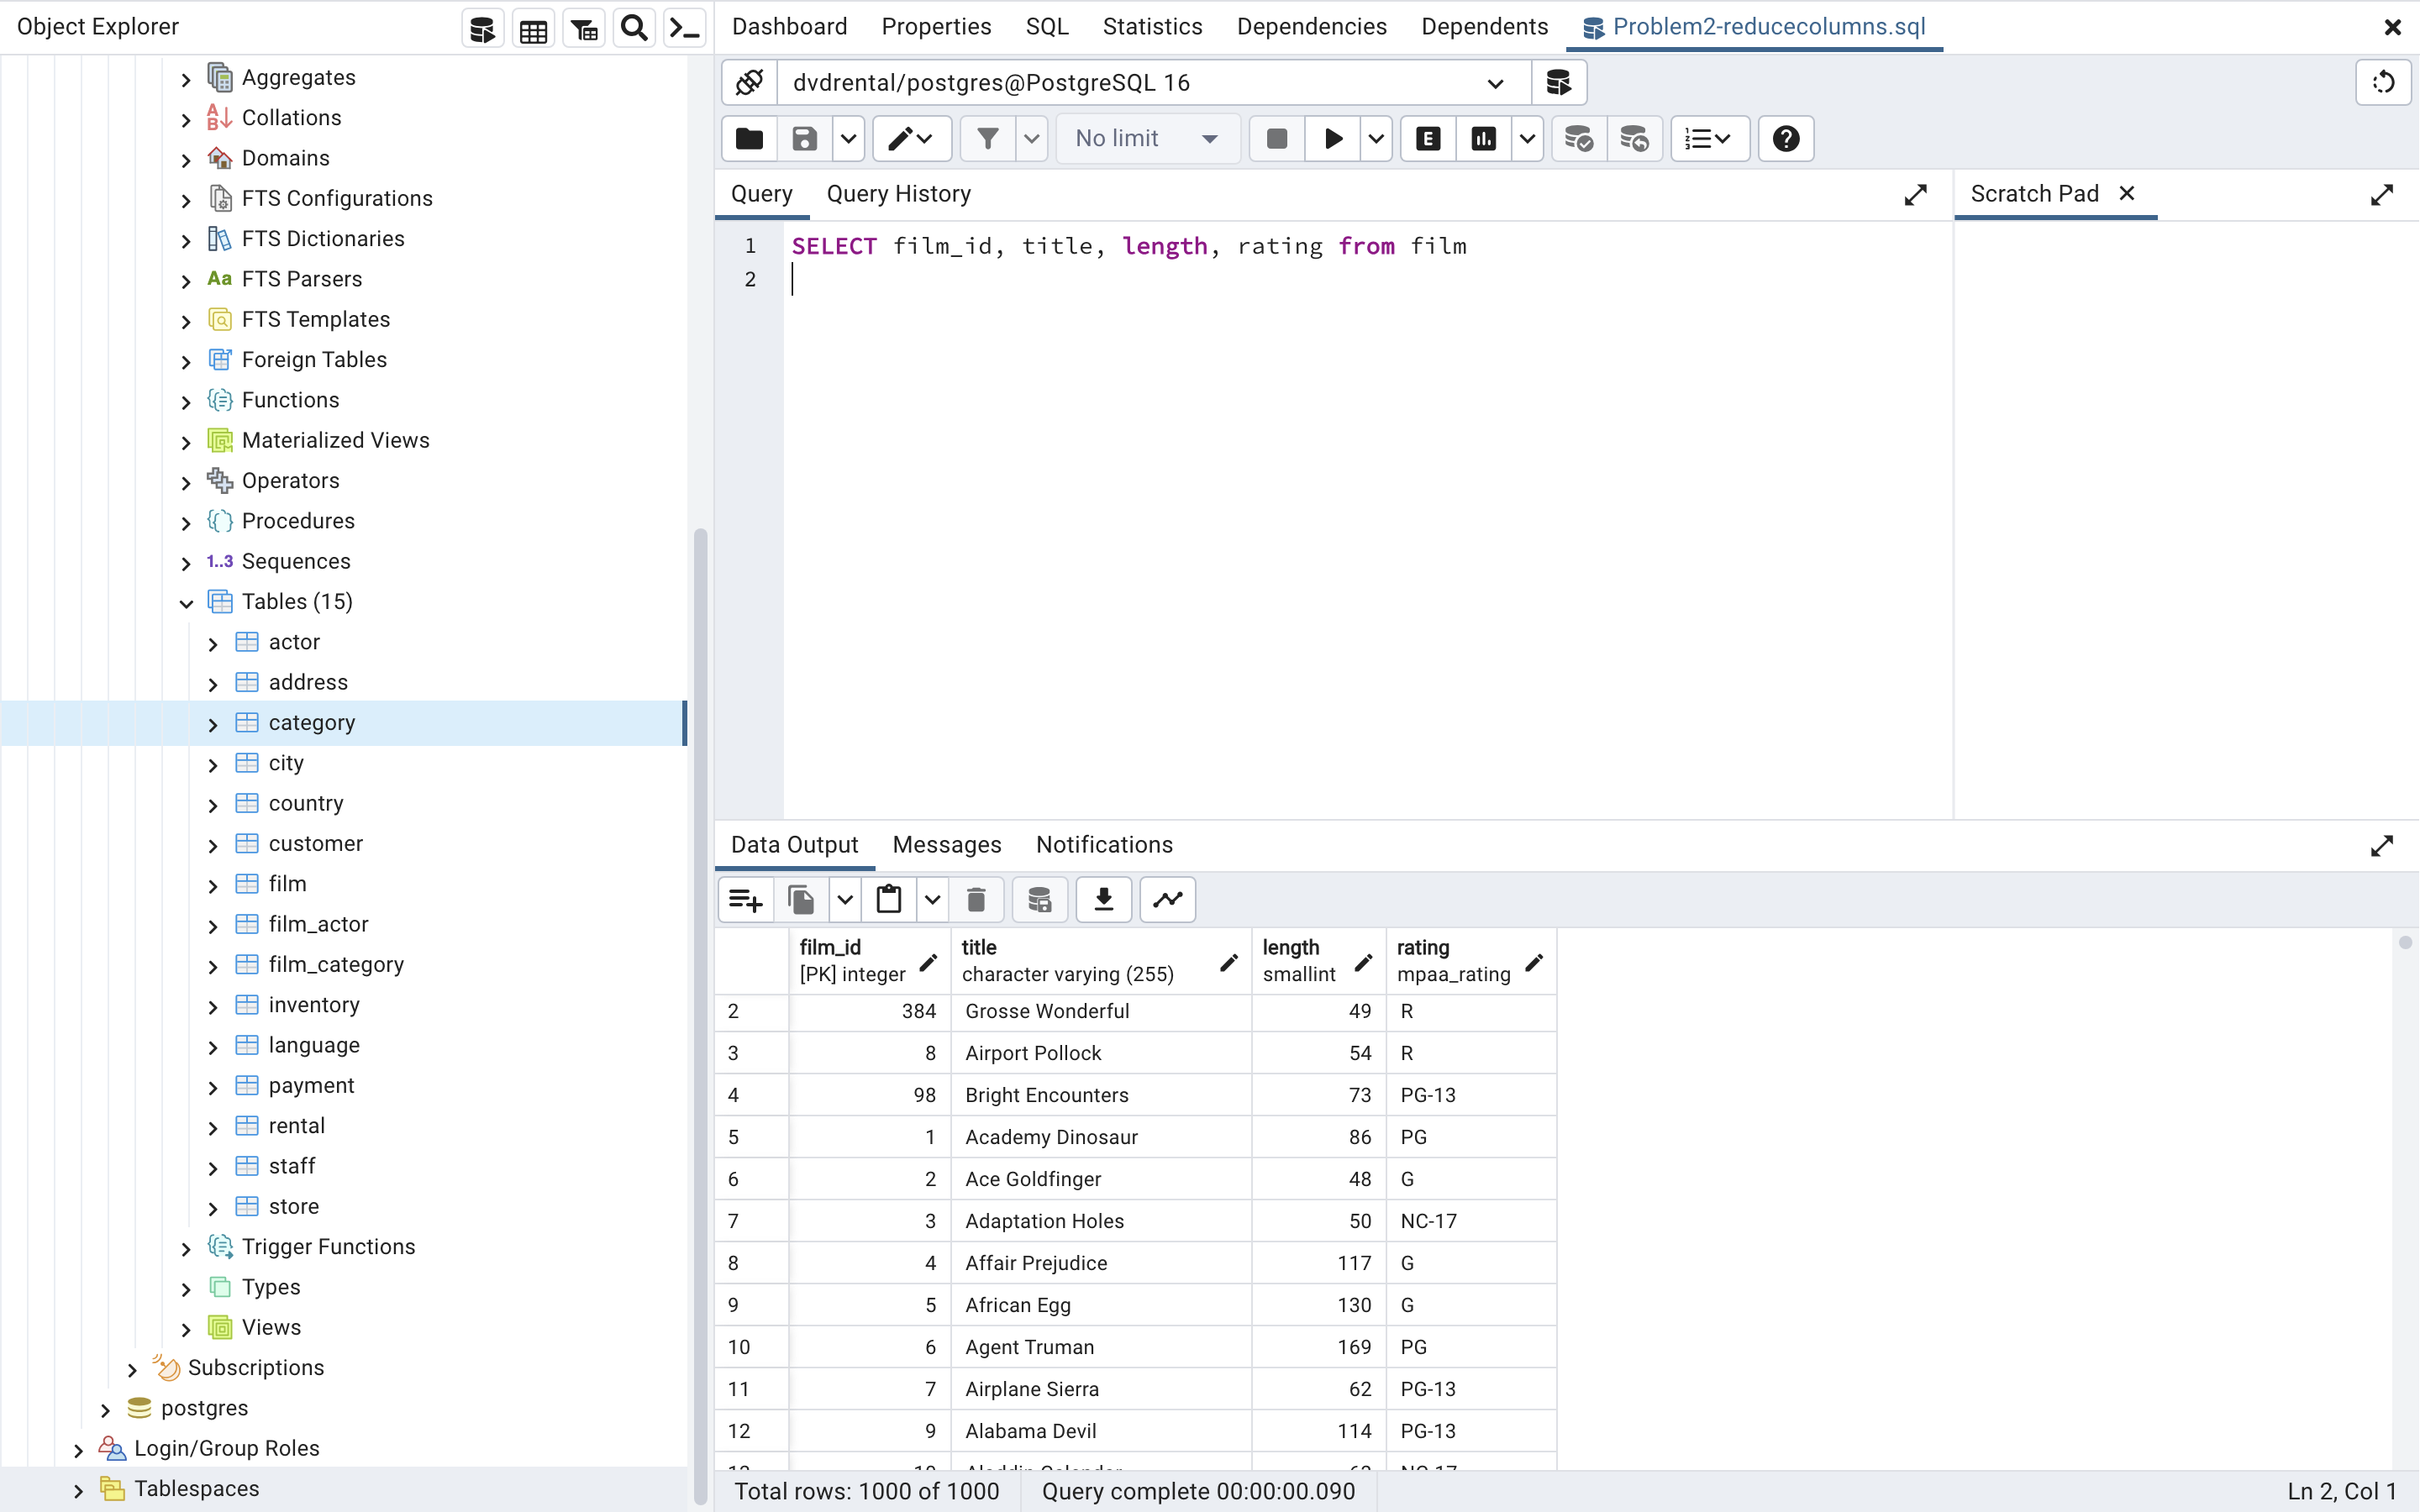 Object Explorer
Aggregates
Collations
Domains
FTS Configurations
FTS Dictionaries
Aa FTS Parsers
FTS Templates
Foreign Tables
Functions
Materialized Views
Operators
Procedures
1..3 Sequences
Tables (15)
actor
address
category
city
country
customer
film
film_actor
film_category
inventory
language
payment
rental
staff
store
Trigger Functions
Types
Views
Subscriptions
postgres
Login/Group Roles
Tablespaces
Dashboard Properties SQL Statistics Dependencies Dependents Problem2-reducecolumns.sql
dvdrental/postgres@PostgreSQL 16
No limit E
Query Query History Scratch Pad
1 SELECT film_id, title, length, rating from film
2
Data Output Messages Notifications
film_id title length rating
[PK] integer character varying (255) smallint mpaa_rating
2 384 Grosse Wonderful 49 R
3 8 Airport Pollock 54 R
4 98 Bright Encounters 73 PG-13
5 1 Academy Dinosaur 86 PG
6 2 Ace Goldfinger 48 G
7 3 Adaptation Holes 50 NC-17
8 4 Affair Prejudice 117 G
9 5 African Egg 130 G
10 6 Agent Truman 169 PG
11 7 Airplane Sierra 62 PG-13
12 9 Alabama Devil 114 PG-13
Total rows: 1000 of 1000 Query complete 00:00:00.090 Ln 2, Col 1